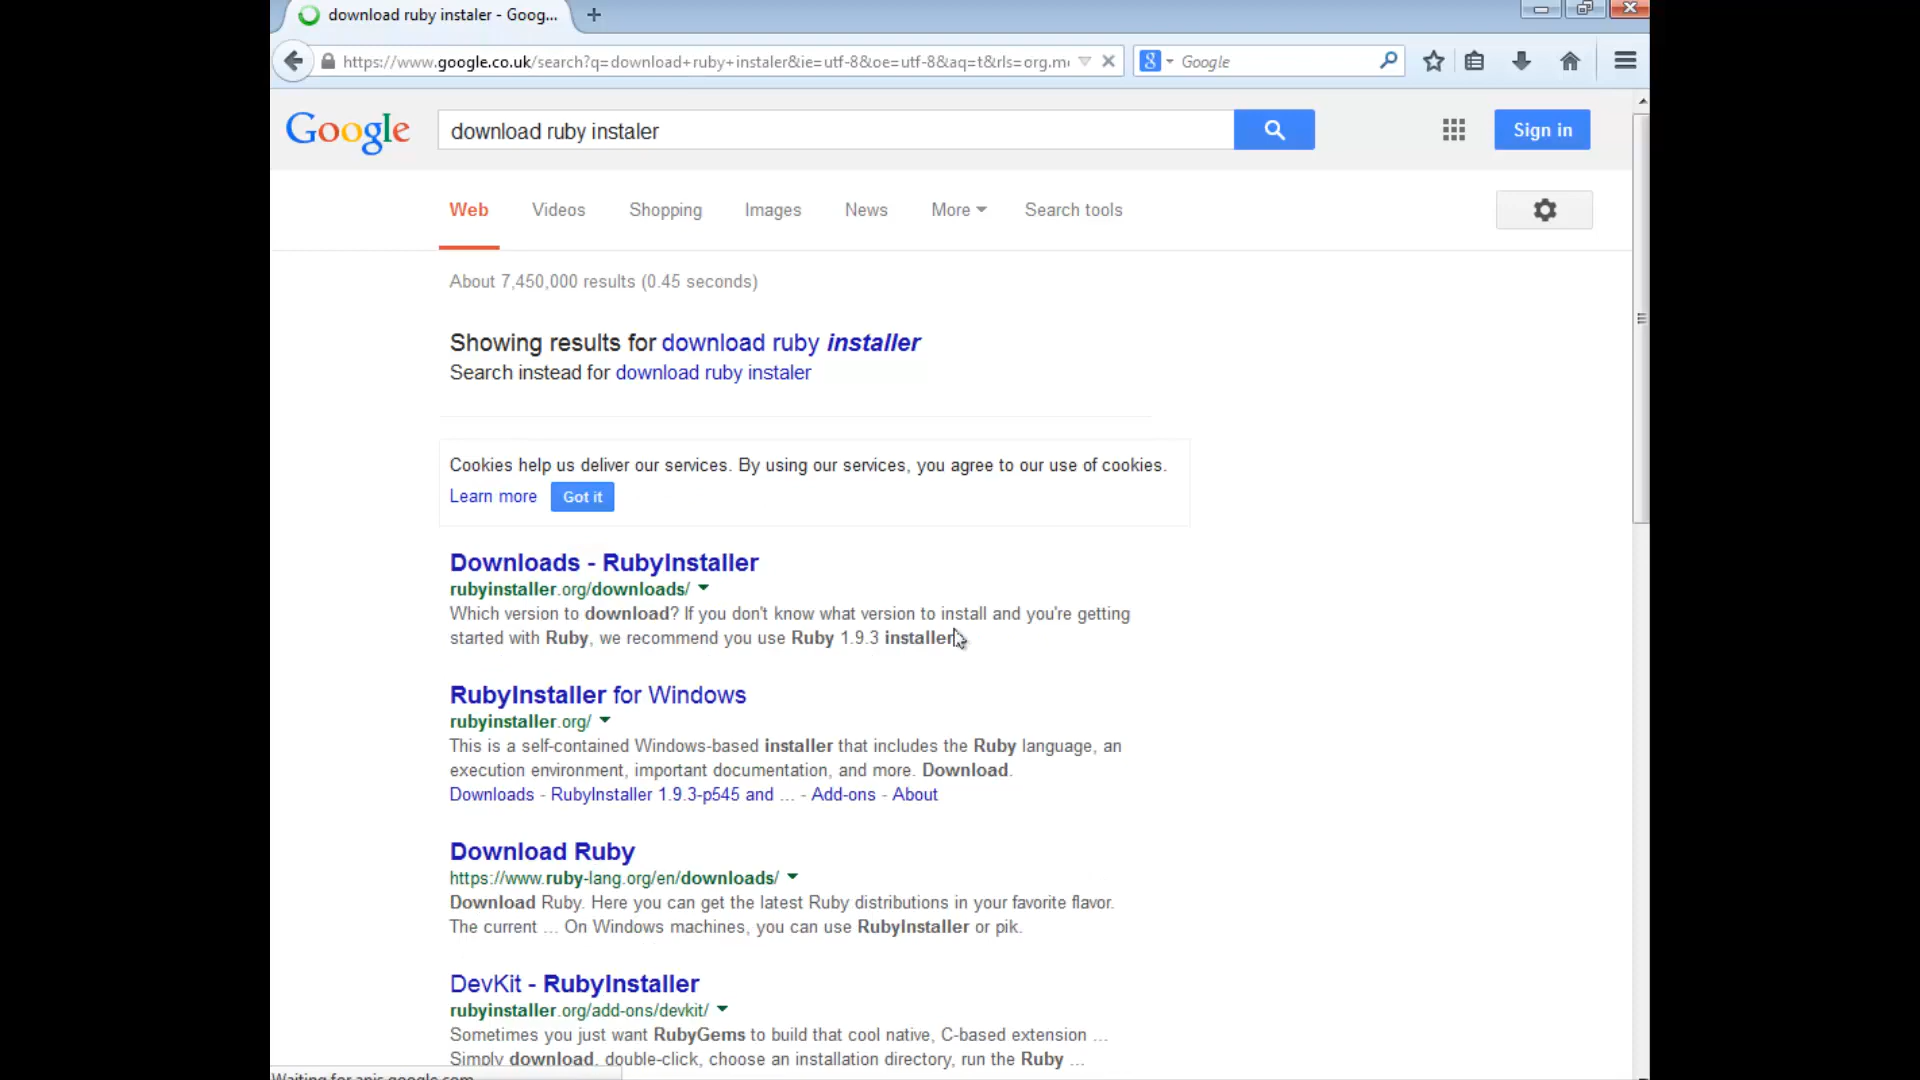 download ruby instaler - Goog...
https://www.google.co.uk/search?q=download+ruby+instaler&ie=utf-8&oe=utf-8&aq=t&rls=org.m
Google
Google
download ruby instaler
Sign in
Web
Videos
Shopping
Images
News
More
Search tools
About 7,450,000 results (0.45 seconds)
Showing results for download ruby installer
Search instead for download ruby instaler
Cookies help us deliver our services. By using our services, you agree to our use of cookies.
Learn more
Got it
Downloads - RubyInstaller
rubyinstaller.org/downloads/
Which version to download? If you don't know what version to install and you're getting
started with Ruby, we recommend you use Ruby 1.9.3 installer
RubyInstaller for Windows
rubyinstaller.org/
This is a self-contained Windows-based installer that includes the Ruby language, an
execution environment, important documentation, and more. Download.
Downloads - RubyInstaller 1.9.3-p545 and ... - Add-ons - About
Download Ruby
https://www.ruby-lang.org/en/downloads/
Download Ruby. Here you can get the latest Ruby distributions in your favorite flavor.
The current ... On Windows machines, you can use RubyInstaller or pik.
DevKit - RubyInstaller
rubyinstaller.org/add-ons/devkit/
Sometimes you just want RubyGems to build that cool native, C-based extension ...
Simply download, double-click, choose an installation directory, run the Ruby ...
Waiting for apis.google.com